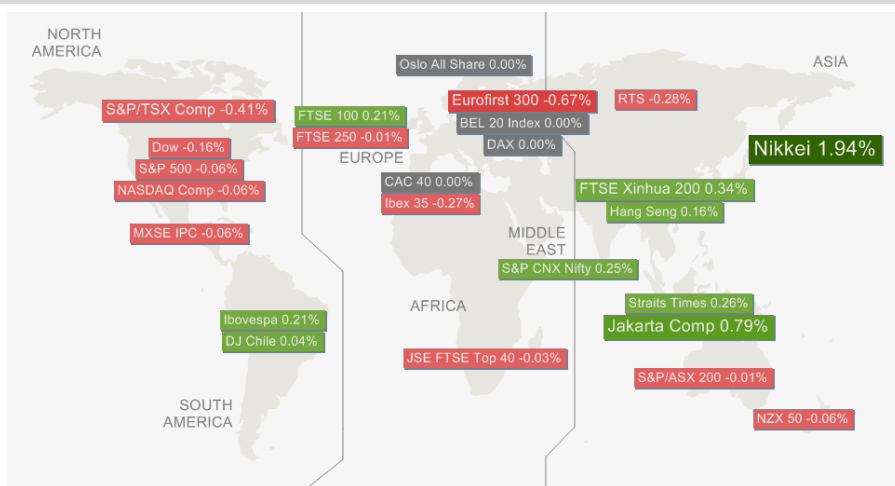 NORTH
AMERICA
S&P/TSX Comp -0.41%
Dow -0.16%
S&P 500 -0.06%
NASDAQ Comp -0.06%
MXSE IPC -0.06%
Ibovespa 0.21%
DJ Chile 0.04%
SOUTH
AMERICA
Oslo All Share 0.00%
Eurofirst 300 -0.67%
FTSE 100 0.21%
BEL 20 Index 0.00%
FTSE 250 -0.01%
DAX 0.00%
EUROPE
CAC 40 0.00%
Ibex 35 -0.27%
MIDDLE
EAST
S&P CNX Nifty 0.25%
AFRICA
JSE FTSE Top 40 -0.03%
ASIA
RTS -0.28%
Nikkei 1.94%
FTSE Xinhua 200 0.34%
Hang Seng 0.16%
Straits Times 0.26%
Jakarta Comp 0.79%
S&P/ASX 200 -0.01%
NZX 50 -0.06%